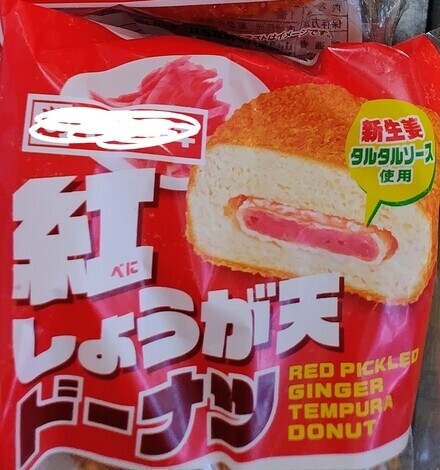 新生姜
タルタルソース
使用
紅
べに
しょうが天
ドーナツ
RED PICKLED
GINGER
TEMPURA
DONUT